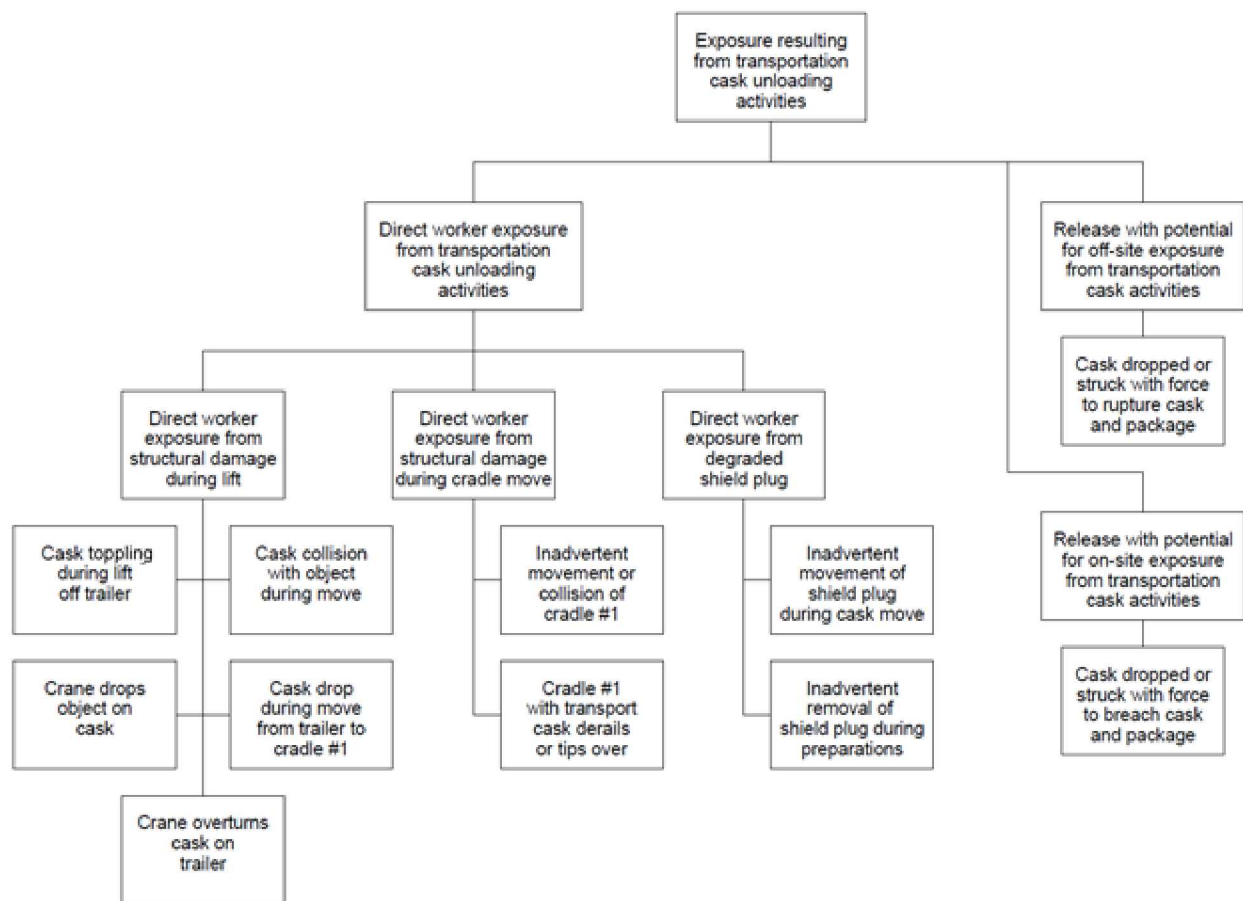 Exposure resulting
from transportation
cask unloading
activities
Direct worker exposure
from transportation
cask unloading
activities
Release with potential
for off-site exposure
from transportation
cask activities
Cask dropped or
struck with force
to rupture cask
and package
Direct worker
exposure from
structural damage
during lift
Direct worker
exposure from
structural damage
during cradle move
Direct worker
exposure from
degraded
shield plug
Cask toppling
during lift
off trailer
Cask collision
with object
during move
Inadvertent
movement or
collision of
cradle #1
Inadvertent
movement of
shield plug
during cask move
Release with potential
for on-site exposure
from transportation
cask activities
Crane drops
object on
cask
Cask drop
during move
from trailer to
cradle #1
Cradle #1
with transport
cask derails
or tips over
Inadvertent
removal of
shield plug during
preparations
Cask dropped or
struck with force
to breach cask
and package
Crane overturns
cask on
trailer